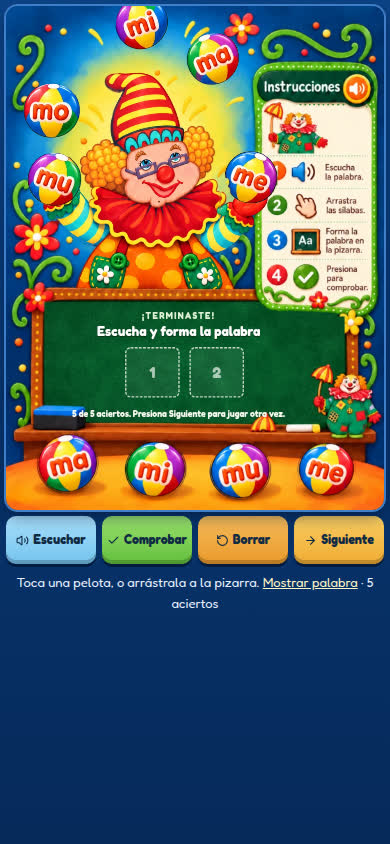 mi
ma
mo
mu
me
Instrucciones
Escucha
la palabra.
2
Arrastra
las sílabas.
3
Aa
Forma la
palabra en
la pizarra.
4
Presiona
para
comprobar.
¡TERMINASTE!
Escucha y forma la palabra
1
2
5 de 5 aciertos. Presiona Siguiente para jugar otra vez.
ma
mi
mu
me
Escuchar
Comprobar
Borrar
Siguiente
Toca una pelota, o arrástrala a la pizarra. Mostrar palabra · 5
aciertos